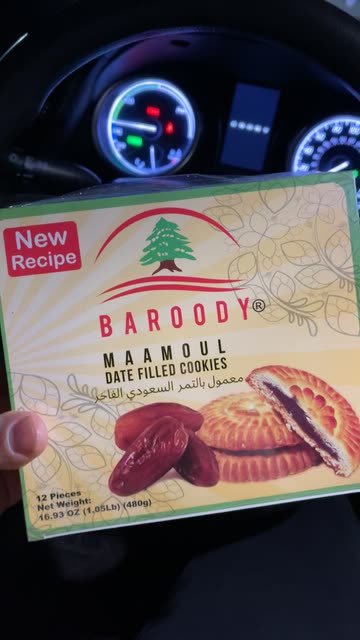 New
Recipe
BAROODY®
MAAMOUL
DATE FILLED COOKIES
معمول بالتمر السعودي الفاخر
12 Pieces
Net Weight:
16.93 OZ (1.05Lb) (480g)